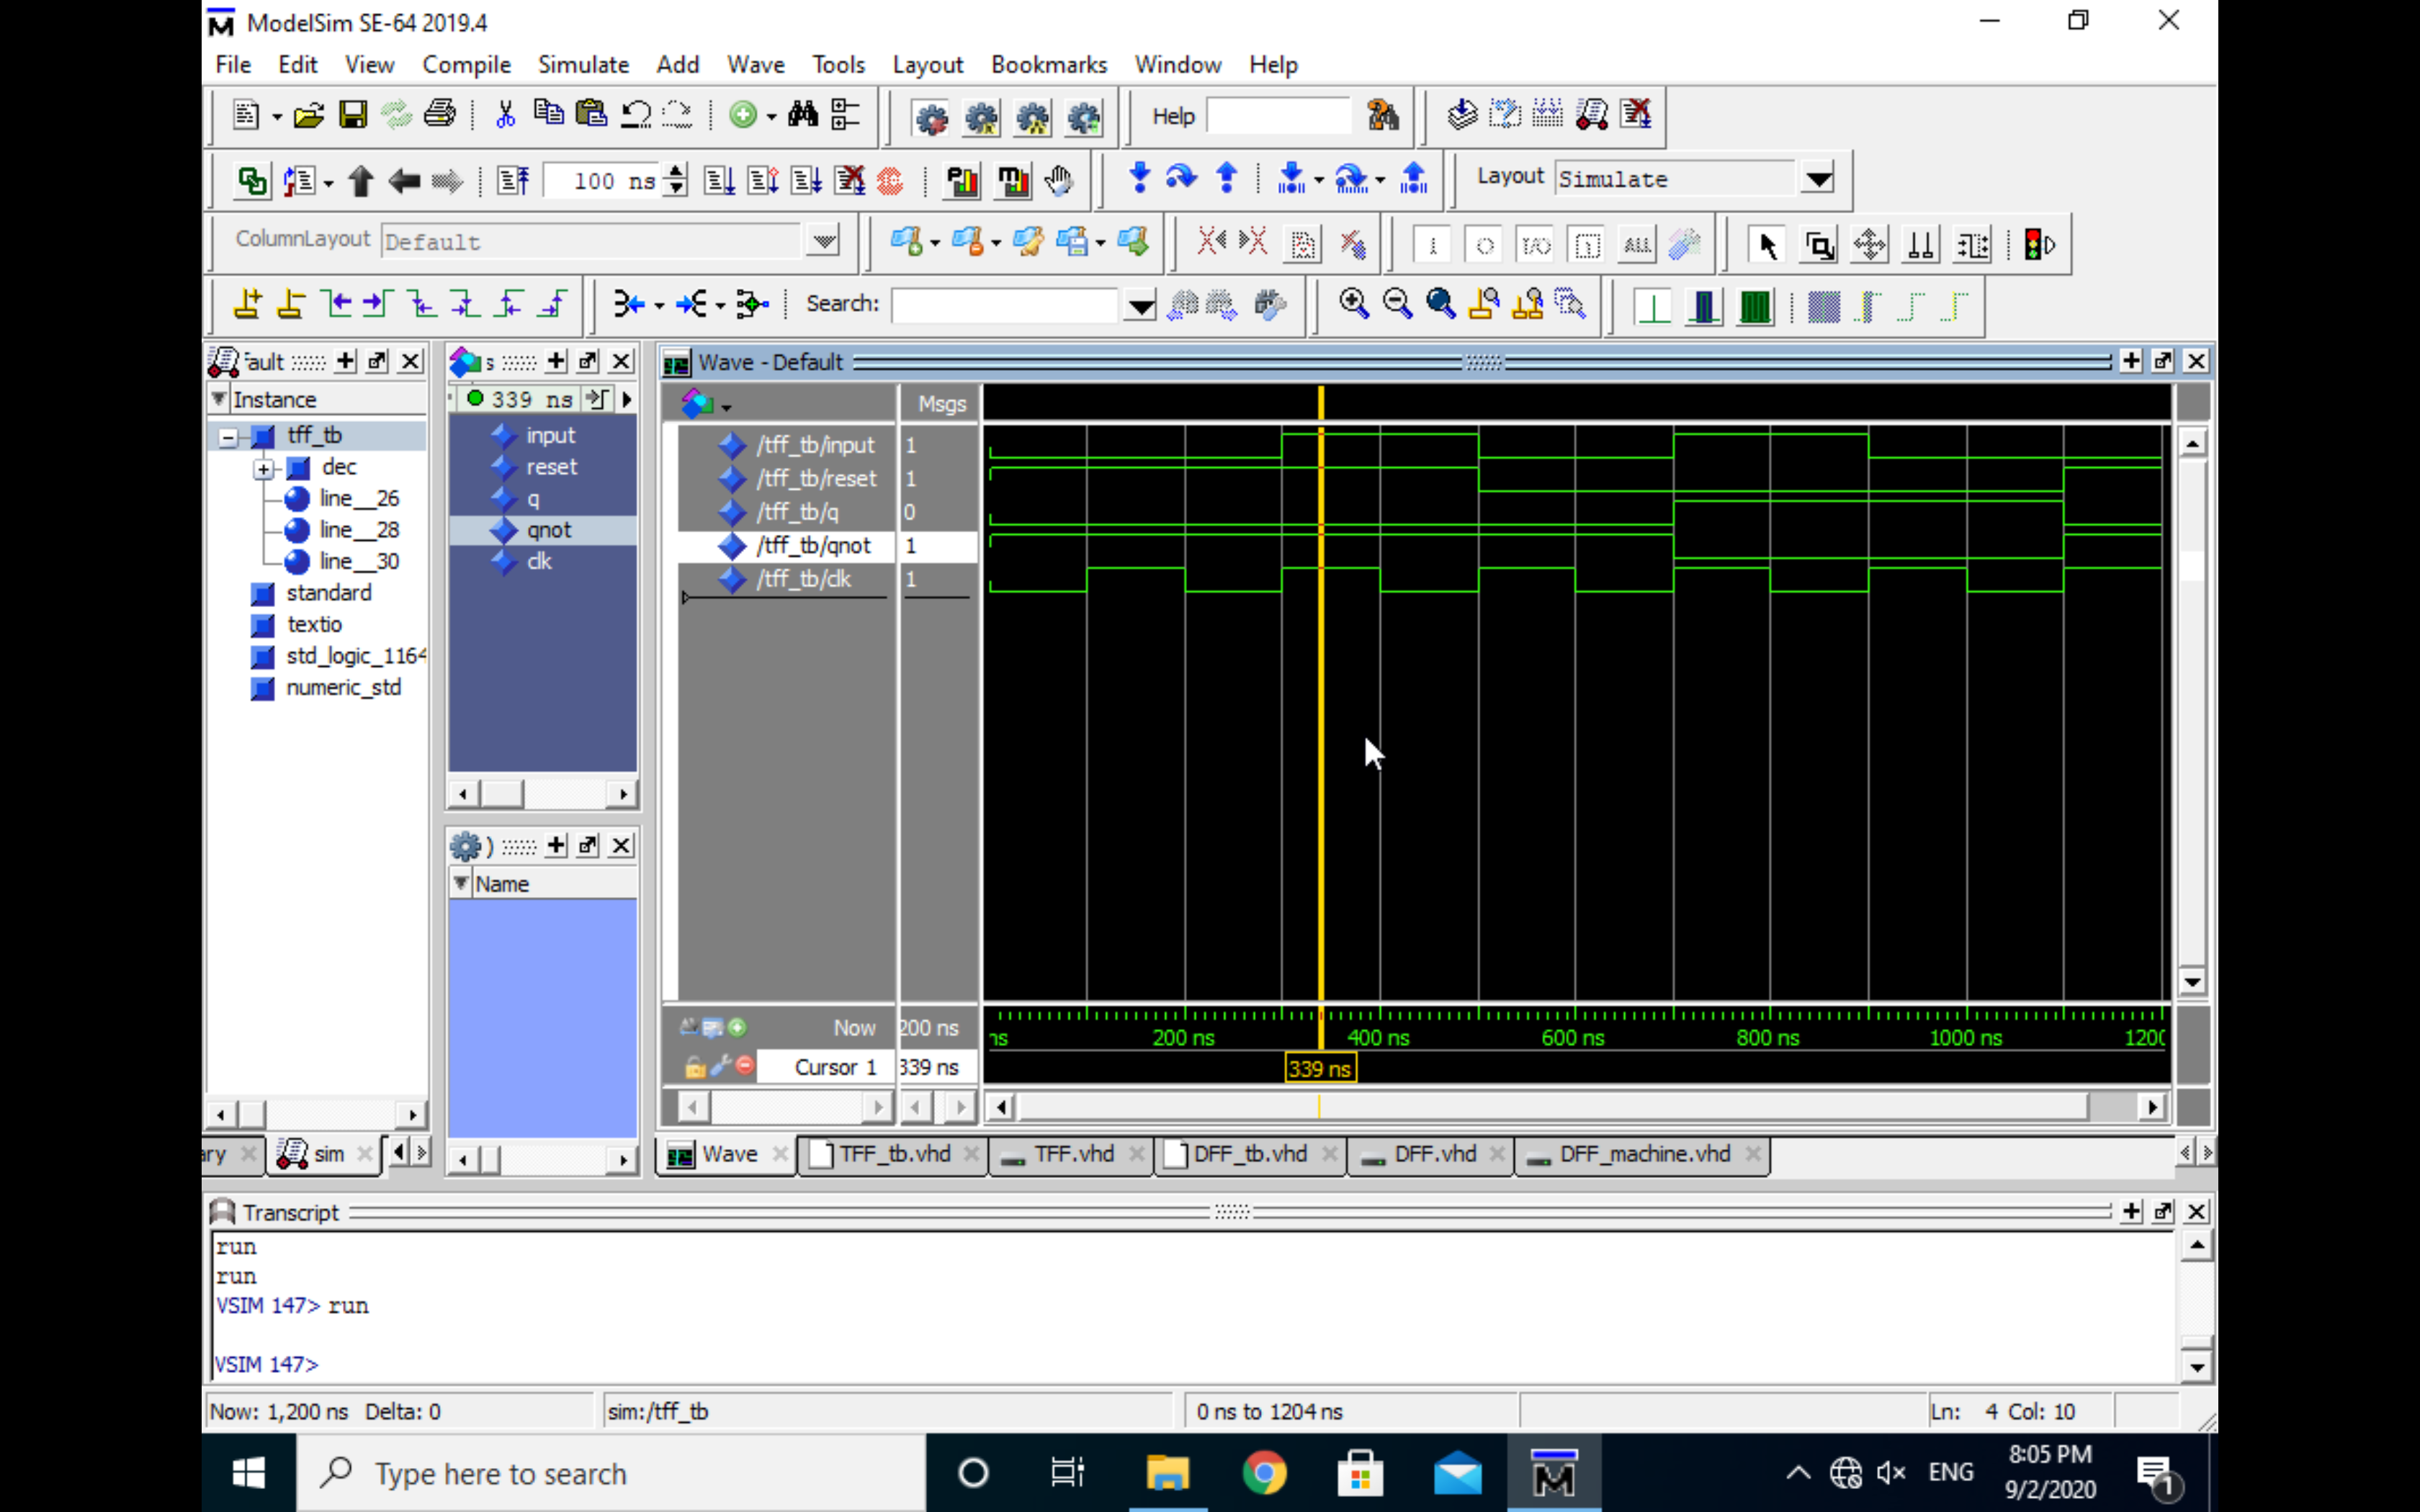 ModelSim SE-64 2019.4
File Edit View Compile Simulate Add Wave Tools Layout Bookmarks Window Help
Help
100 ns
Layout Simulate
ColumnLayout Default
ALL
Search:
ault
Instance
tff_tb
dec
line__26
line__28
line__30
standard
textio
std_logic_1164
numeric_std
s
339 ns
input
reset
q
qnot
clk
Name
Wave - Default
Msgs
/tff_tb/input 1
/tff_tb/reset 1
/tff_tb/q 0
/tff_tb/qnot 1
/tff_tb/clk 1
Now 200 ns
ns 200 ns 400 ns 600 ns 800 ns 1000 ns 1200
Cursor 1 339 ns
339 ns
ary sim
Wave TFF_tb.vhd TFF.vhd DFF_tb.vhd DFF.vhd DFF_machine.vhd
Transcript
run
run
VSIM 147> run
VSIM 147>
Now: 1,200 ns Delta: 0 sim:/tff_tb 0 ns to 1204 ns Ln: 4 Col: 10
Type here to search
ENG
8:05 PM
9/2/2020
1